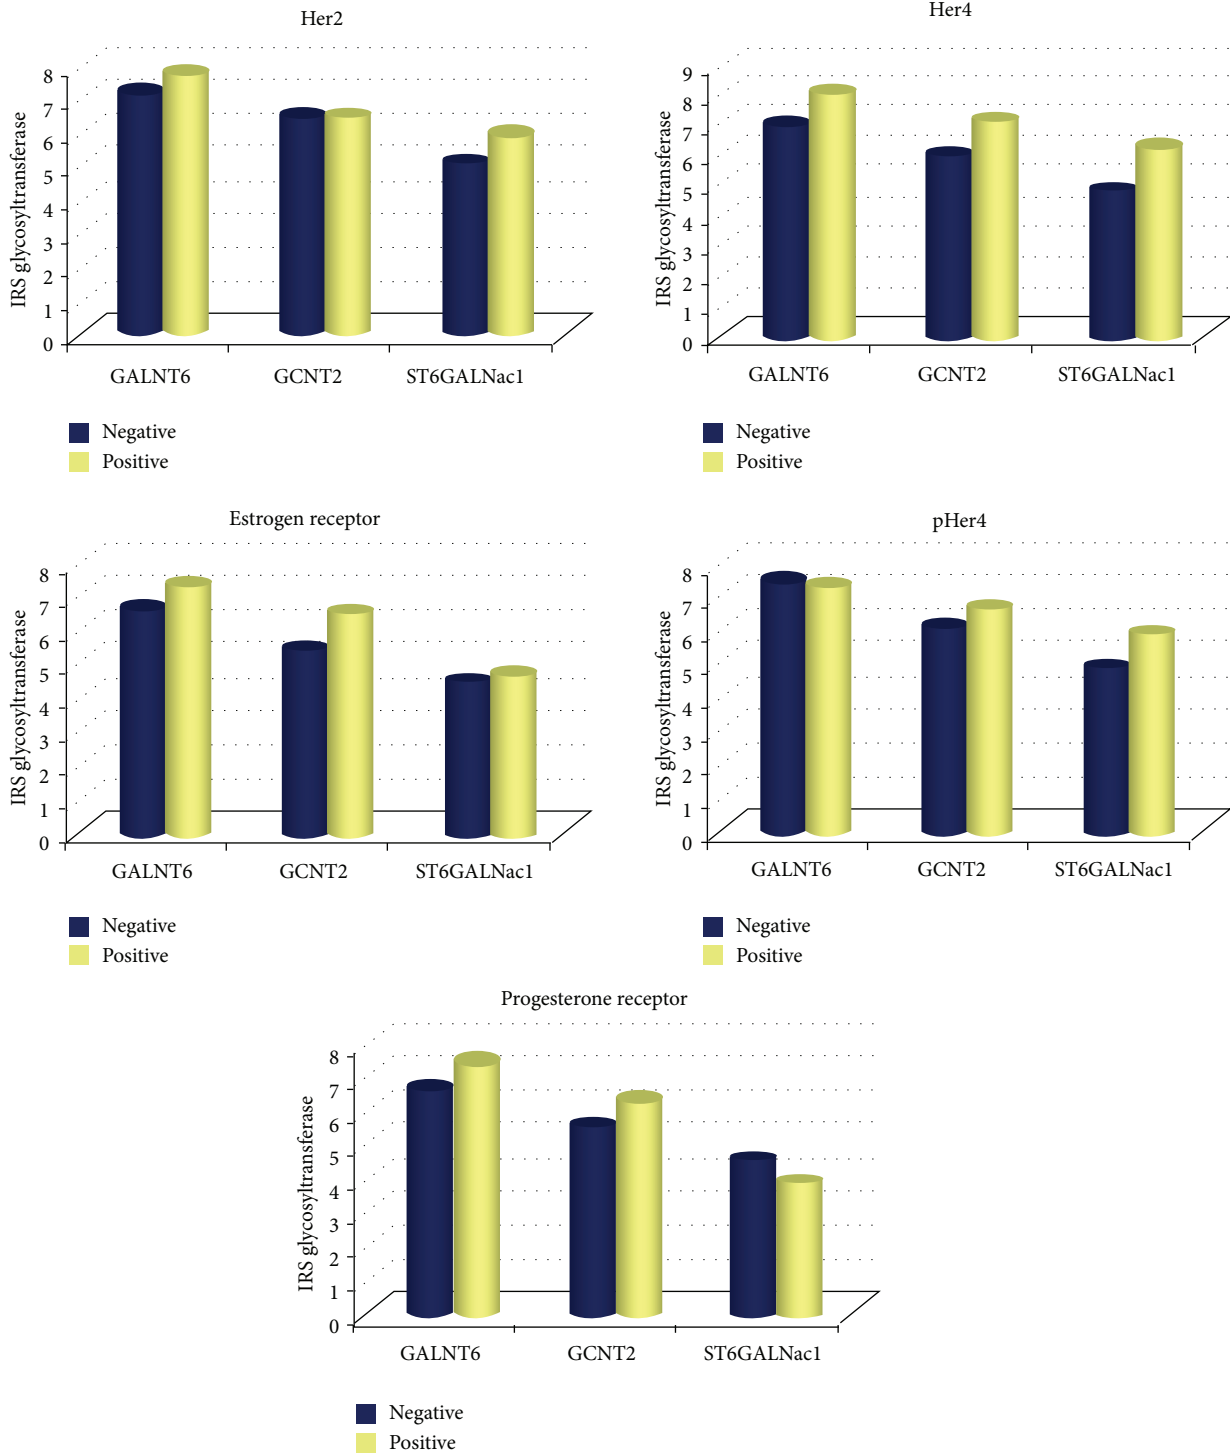 Her2
IRS glycosyltransferase
8
7
6
5
4
3
2
1
0
GALNT6
GCNT2
ST6GALNac1
Negative
Positive
Her4
IRS glycosyltransferase
9
8
7
6
5
4
3
2
1
0
GALNT6
GCNT2
ST6GALNac1
Negative
Positive
Estrogen receptor
IRS glycosyltransferase
8
7
6
5
4
3
2
1
0
GALNT6
GCNT2
ST6GALNac1
Negative
Positive
pHer4
IRS glycosyltransferase
8
7
6
5
4
3
2
1
0
GALNT6
GCNT2
ST6GALNac1
Negative
Positive
Progesterone receptor
IRS glycosyltransferase
8
7
6
5
4
3
2
1
0
GALNT6
GCNT2
ST6GALNac1
Negative
Positive